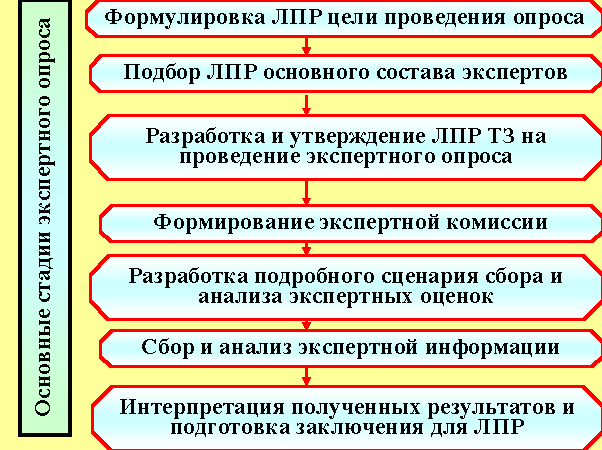 Основные стадии экспертного опроса
Формулировка ЛПР цели проведения опроса
Подбор ЛПР основного состава экспертов
Разработка и утверждение ЛПР ТЗ на
проведение экспертного опроса
Формирование экспертной комиссии
Разработка подробного сценария сбора и
анализа экспертных оценок
Сбор и анализ экспертной информации
Интерпретация полученных результатов и
подготовка заключения для ЛПР